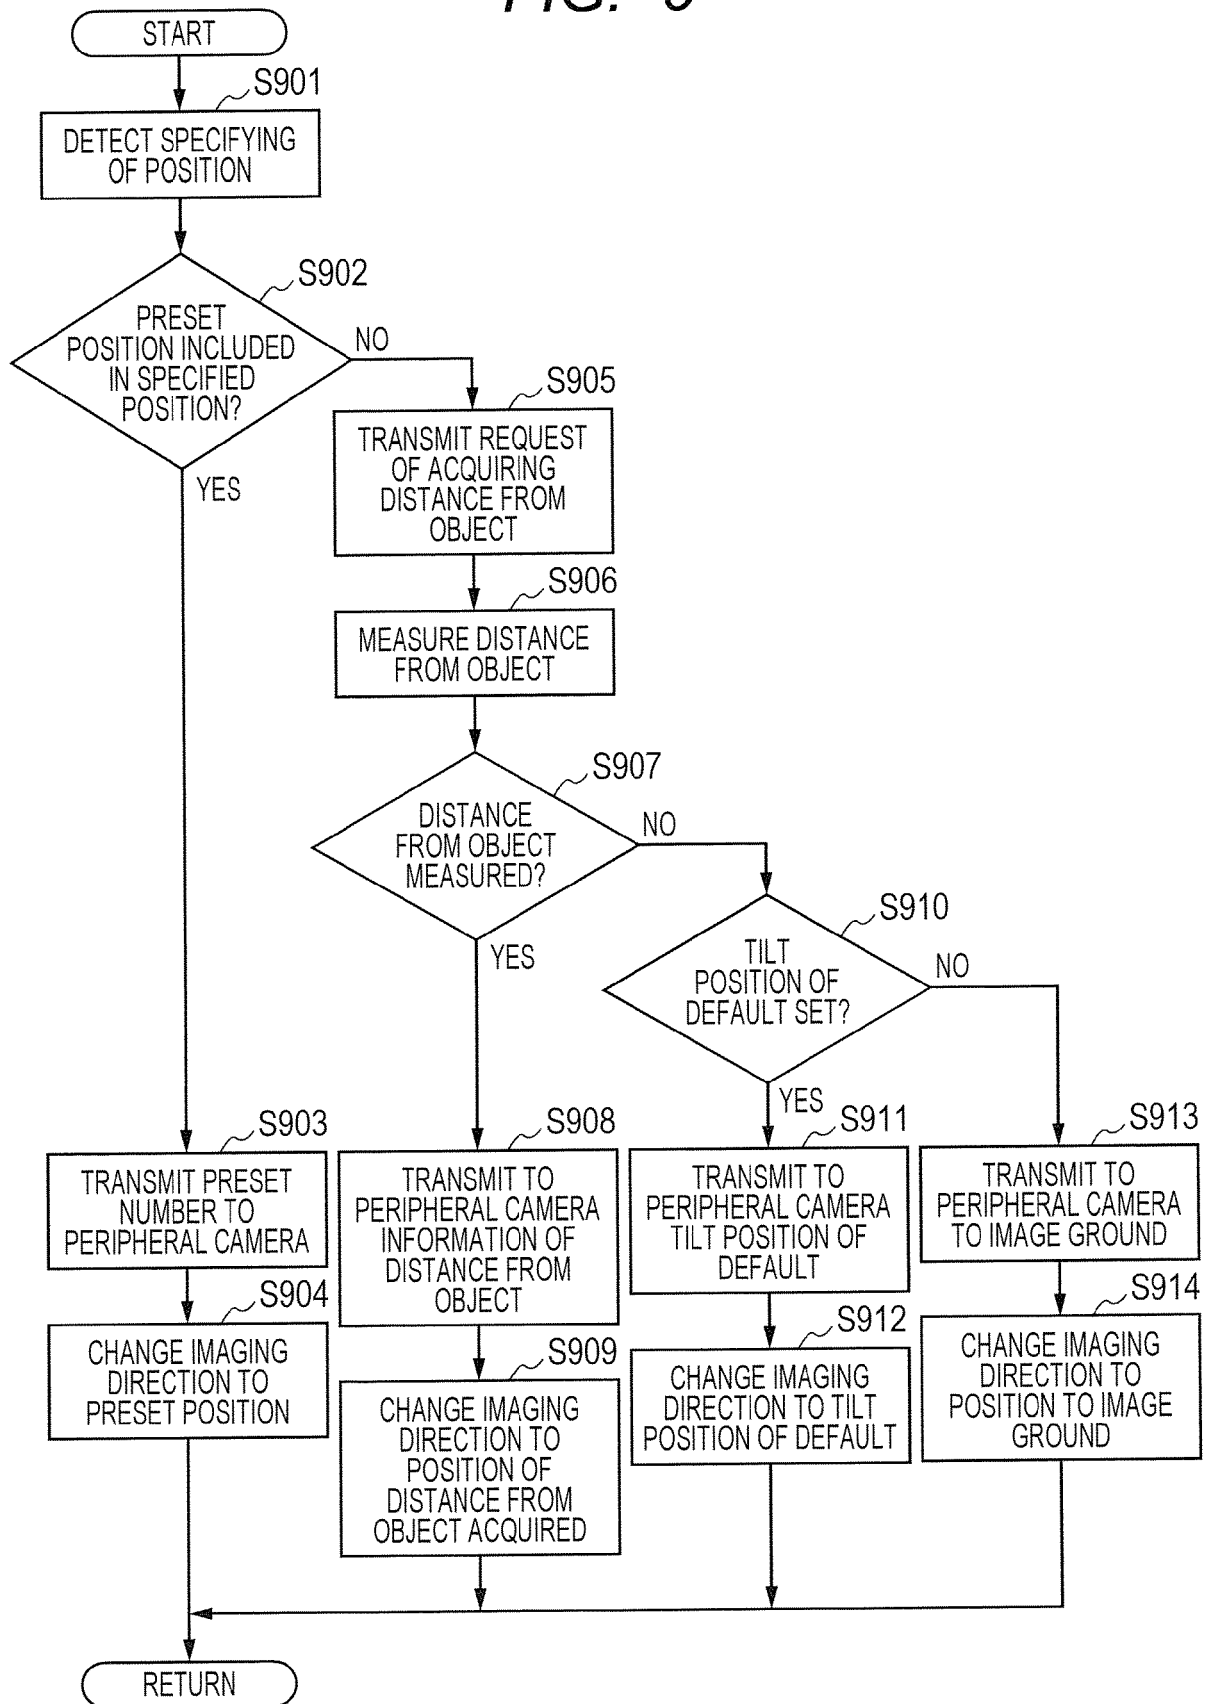 FIG.
START
S901
DETECT SPECIFYING
OF POSITION
S902
PRESET
POSITION INCLUDED
IN SPECIFIED
POSITION?
NO
YES
S905
TRANSMIT REQUEST
OF ACQUIRING
DISTANCE FROM
OBJECT
S906
MEASURE DISTANCE
FROM OBJECT
S907
DISTANCE
FROM OBJECT
MEASURED?
NO
YES
S910
TILT
POSITION OF
DEFAULT SET?
NO
YES
S903
TRANSMIT PRESET
NUMBER TO
PERIPHERAL CAMERA
S904
CHANGE IMAGING
DIRECTION TO
PRESET POSITION
S908
TRANSMIT TO
PERIPHERAL CAMERA
INFORMATION OF
DISTANCE FROM
OBJECT
S909
CHANGE IMAGING
DIRECTION TO
POSITION OF
DISTANCE FROM
OBJECT ACQUIRED
S911
TRANSMIT TO
PERIPHERAL CAMERA
TILT POSITION OF
DEFAULT
S912
CHANGE IMAGING
DIRECTION TO TILT
POSITION OF DEFAULT
S913
TRANSMIT TO
PERIPHERAL CAMERA
TO IMAGE GROUND
S914
CHANGE IMAGING
DIRECTION TO
POSITION TO IMAGE
GROUND
RETURN